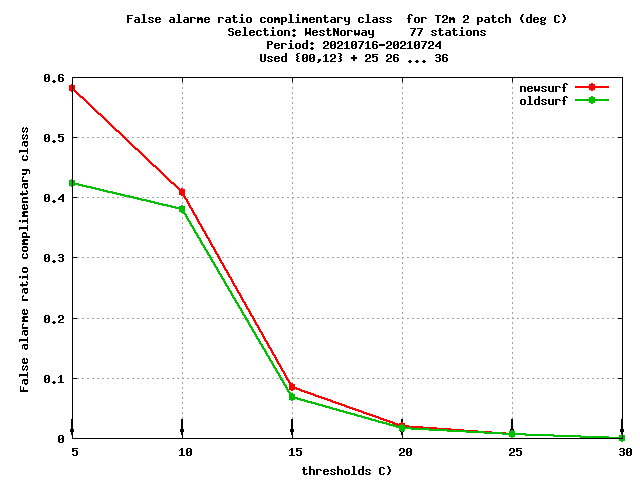 False alarme ratio complimentary class  for T2m 2 patch (deg C)
Selection: WestNorway     77 stations
Period: 20210716-20210724
Used {00,12} + 25 26 ... 36
newsurf
oldsurf
0.6
0.5
0.4
0.3
0.2
0.1
0
False alarme ratio complimentary class
5 10 15 20 25 30
thresholds C)